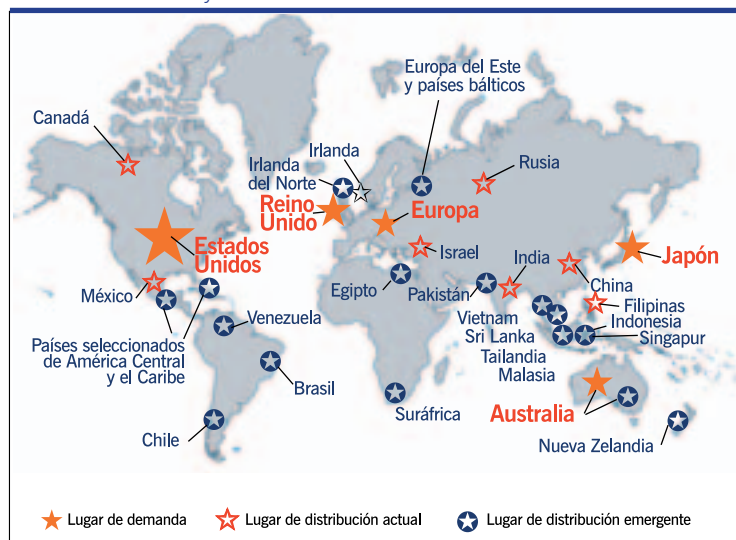 Europa del Este
y países bálticos
Canadá
Irlanda
Irlanda
del Norte
Rusia
Reino
Unido
Europa
Estados
Unidos
Israel
India
Japón
México
Egipto
Pakistán
China
Filipinas
Venezuela
Vietnam
Indonesia
Sri Lanka
Singapur
Países seleccionados
de América Central
y el Caribe
Tailandia
Malasia
Brasil
Suráfrica
Australia
Chile
Nueva Zelandia
Lugar de demanda
Lugar de distribución actual
Lugar de distribución emergente